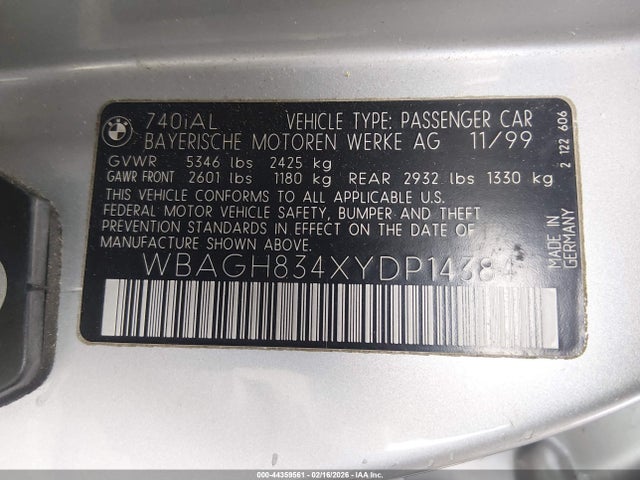 740iAL VEHICLE TYPE: PASSENGER CAR
BAYERISCHE MOTOREN WERKE AG 11/99
GVWR 5346 lbs 2425 kg
GAWR FRONT 2601 lbs 1180 kg REAR 2932 lbs 1330 kg
THIS VEHICLE CONFORMS TO ALL APPLICABLE U.S.
FEDERAL MOTOR VEHICLE SAFETY, BUMPER AND THEFT
PREVENTION STANDARDS IN EFFECT ON THE DATE OF
MANUFACTURE SHOWN ABOVE.
WBAGH834XYDP14384
2 122 606
MADE IN
GERMANY
000-44359561 - 02/16/2026 - IAA Inc.